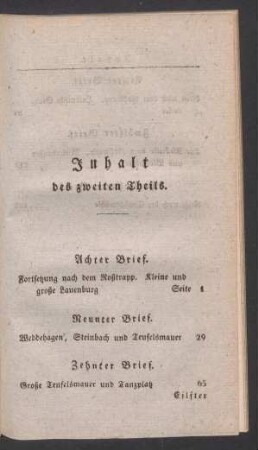 Inhalt
des zweiten Theils.
Achter Brief.
Fortsetzung nach dem Roßtrapp. Kleine und
große Lauenburg Seite 1
Neunter Brief.
Weddehagen, Steinbach und Teufelsmauer 29
Zehnter Brief.
Große Teufelsmauer und Tanzplatz 65
Eilfter